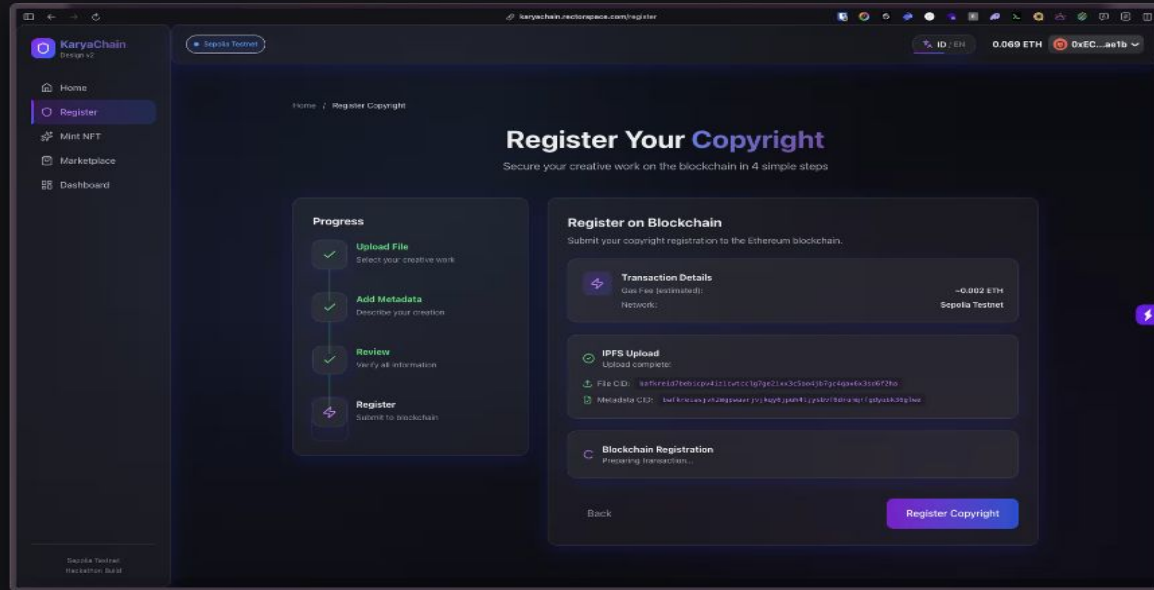 karyachain.rectorspace.com/register
KaryaChain
Design v2
Sepolia Testnet
ID / EN
0.069 ETH
0xEC...ae1b
Home
Register
Mint NFT
Marketplace
Dashboard
Home / Register Copyright
Register Your Copyright
Secure your creative work on the blockchain in 4 simple steps
Progress
Upload File
Select your creative work
Add Metadata
Describe your creation
Review
Verify all information
Register
Submit to blockchain
Register on Blockchain
Submit your copyright registration to the Ethereum blockchain.
Transaction Details
Gas Fee (estimated):
~0.002 ETH
Network:
Sepolia Testnet
IPFS Upload
Upload complete!
File CID:
Metadata CID:
Blockchain Registration
Preparing transaction...
Back
Register Copyright
Sepolia Testnet
Hackathon Build